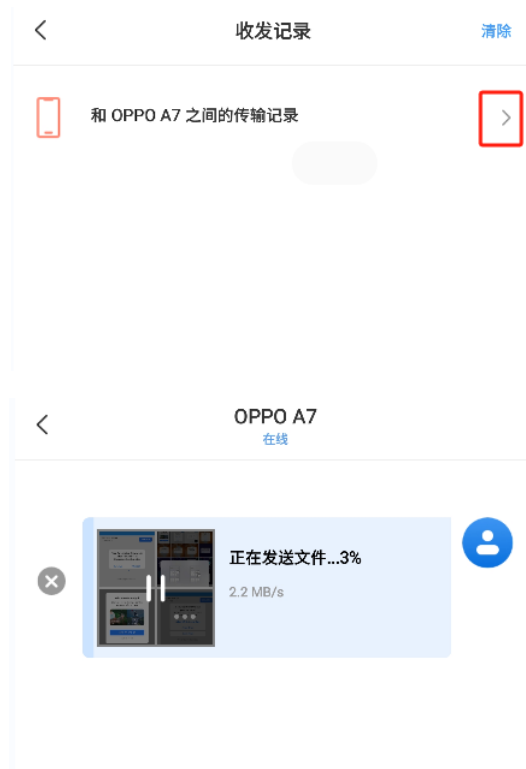 收发记录
清除
和 OPPO A7 之间的传输记录
OPPO A7
在线
正在发送文件...3%
2.2 MB/s